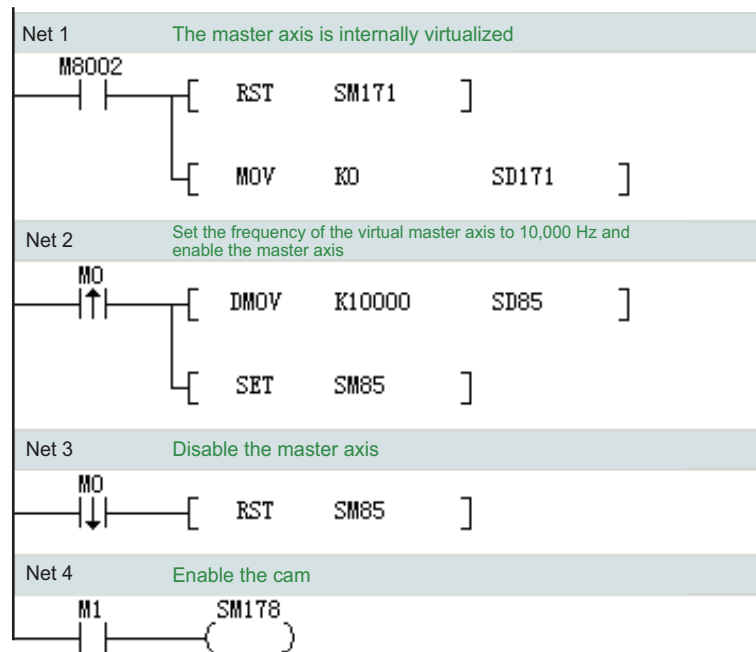 Net 1 The master axis is internally virtualized
M8002
[ RST SM171 ]
[ MOV K0 SD171 ]
Net 2 Set the frequency of the virtual master axis to 10,000 Hz and
enable the master axis
M0
[ DMOV K10000 SD85 ]
[ SET SM85 ]
Net 3 Disable the master axis
M0
[ RST SM85 ]
Net 4 Enable the cam
M1 SM178